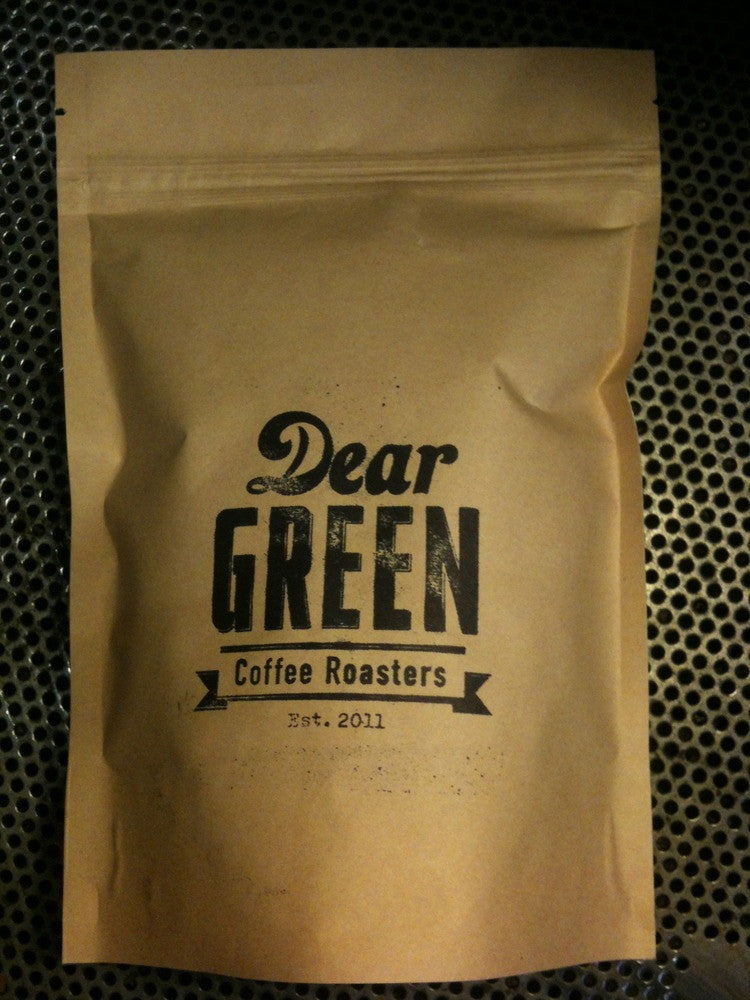 Dear
GREEN
Coffee Roasters
Est. 2011